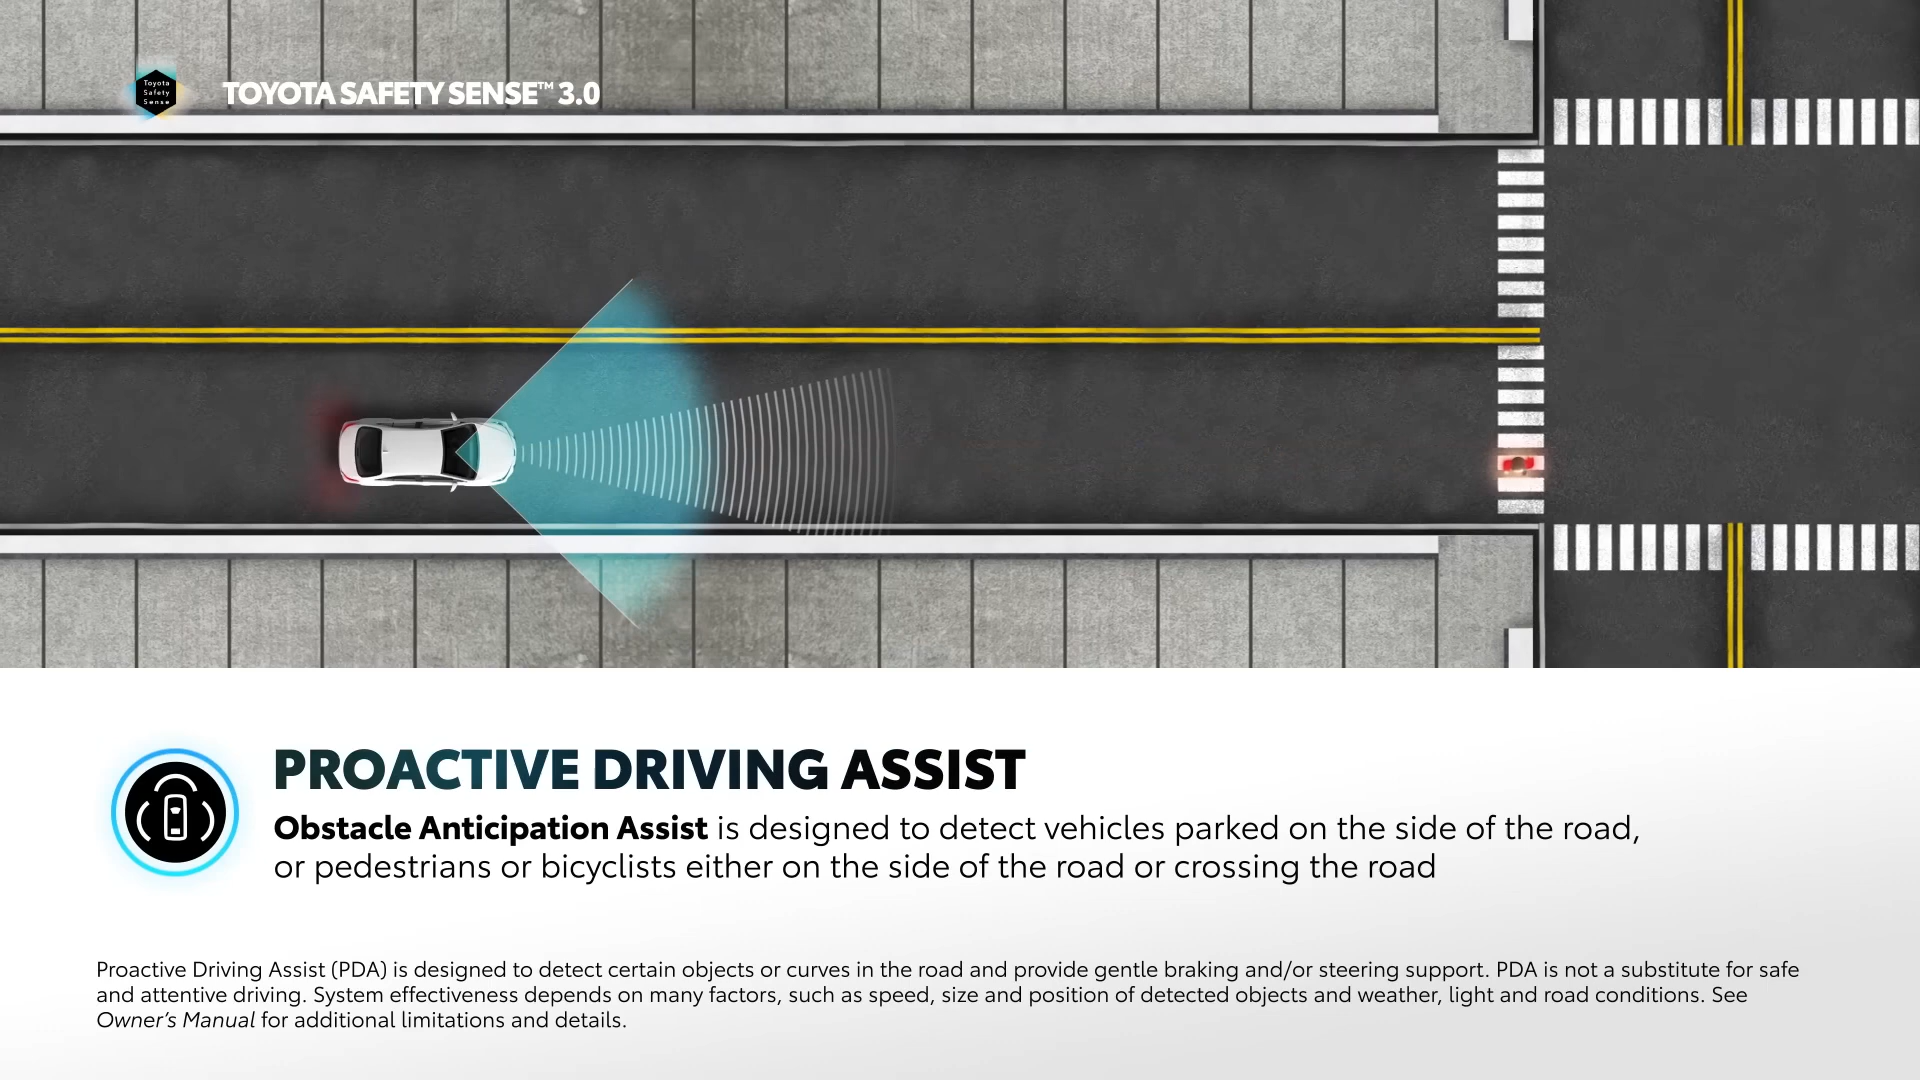 Toyota
Safety
Sense
TOYOTA SAFETY SENSE™ 3.0
PROACTIVE DRIVING ASSIST
Obstacle Anticipation Assist is designed to detect vehicles parked on the side of the road,
or pedestrians or bicyclists either on the side of the road or crossing the road
Proactive Driving Assist (PDA) is designed to detect certain objects or curves in the road and provide gentle braking and/or steering support. PDA is not a substitute for safe
and attentive driving. System effectiveness depends on many factors, such as speed, size and position of detected objects and weather, light and road conditions. See
Owner's Manual for additional limitations and details.